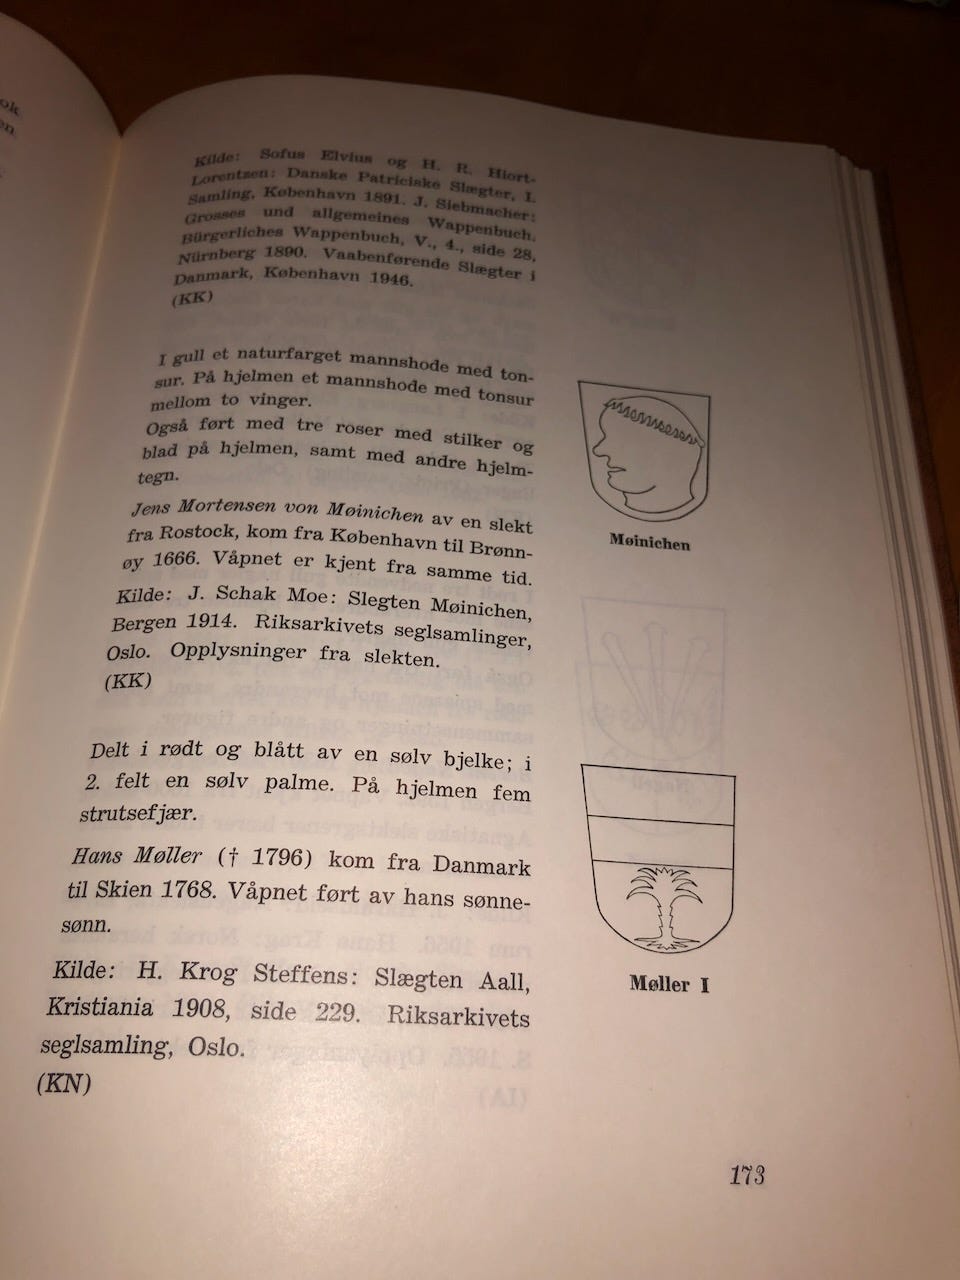 ok
en
Kilde: Sofus Elvius og H. R. Hiort-
Lorentsen: Danske Patriciske Slægter, I.
Samling, København 1891. J. Siebmacher:
Grosses und allgemeines Wappenbuch.
Bürgerliches Wappenbuch, V., 4., side 28,
Nürnberg 1890. Vaabenførende Slægter i
Danmark, København 1946.
(KK)
I gull et naturfarget mannshode med ton-
sur. På hjelmen et mannshode med tonsur
mellom to vinger.
Også ført med tre roser med stilker og
blad på hjelmen, samt med andre hjelm-
tegn.
Jens Mortensen von Møinichen av en slekt
fra Rostock, kom fra København til Brønn-
øy 1666. Våpnet er kjent fra samme tid.
Kilde: J. Schak Moe: Slegten Møinichen,
Bergen 1914. Riksarkivets seglsamlinger,
Oslo. Opplysninger fra slekten.
(KK)
Møinichen
Delt i rødt og blått av en sølv bjelke; i
2. felt en sølv palme. På hjelmen fem
strutsefjær.
Hans Møller († 1796) kom fra Danmark
til Skien 1768. Våpnet ført av hans sønne-
sønn.
Kilde: H. Krog Steffens: Slægten Aall,
Kristiania 1908, side 229. Riksarkivets
seglsamling, Oslo.
(KN)
Møller I
173